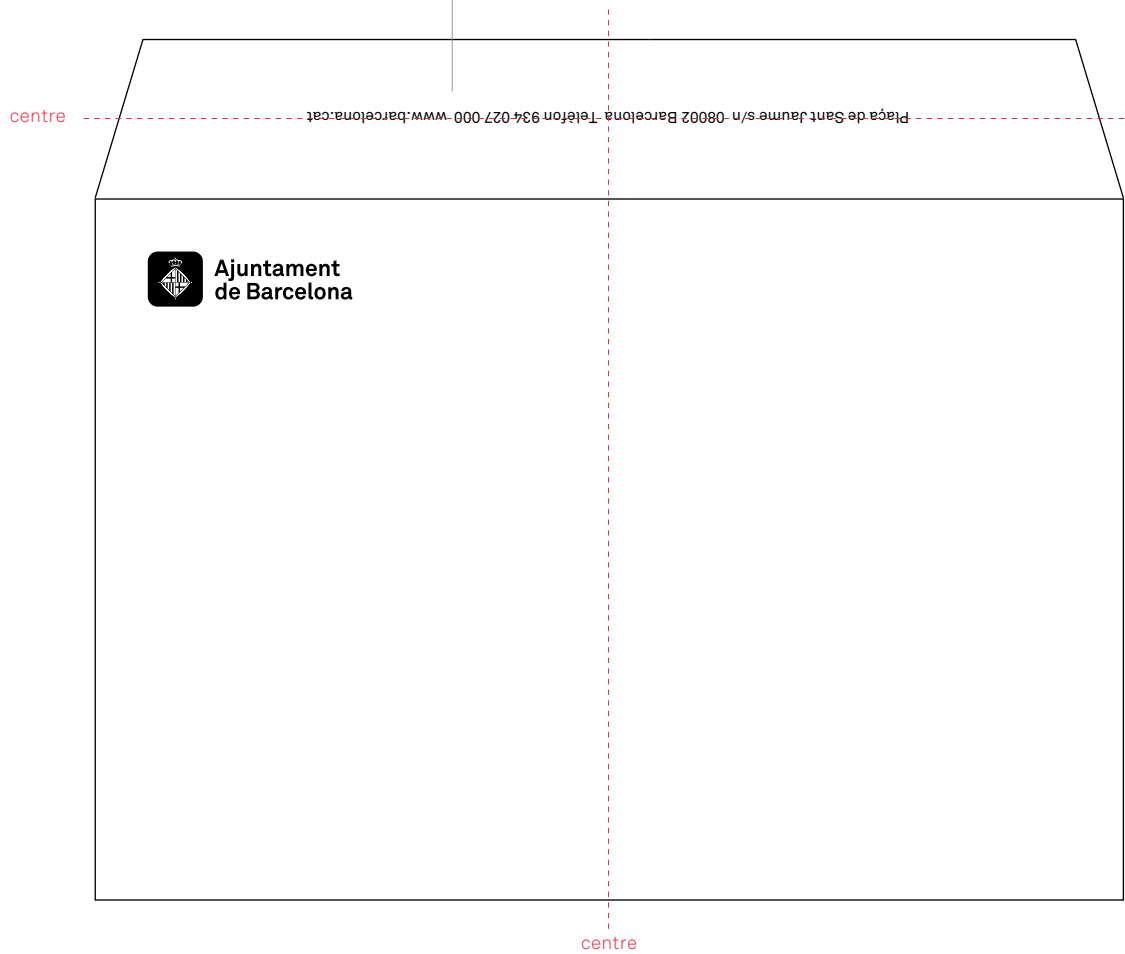 Plaça de Sant Jaume s/n 08002 Barcelona Telèfon 934 027 000 www.barcelona.cat
centre
Ajuntament
de Barcelona
centre